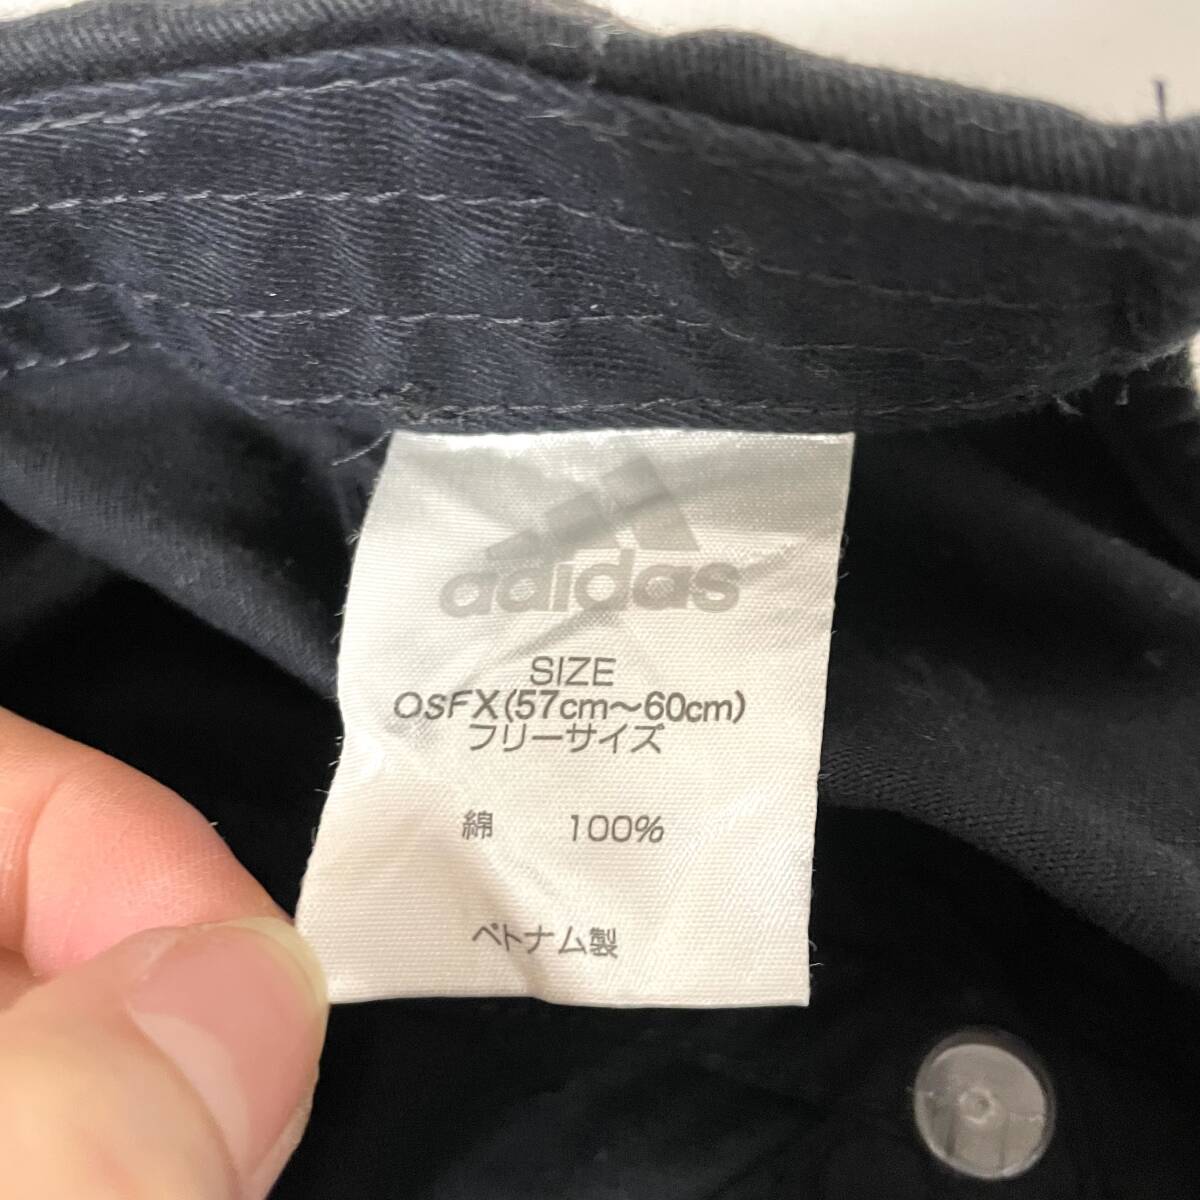 adidas
SIZE
OSFX(57cm～60cm)
フリーサイズ
綿 100%
ベトナム製